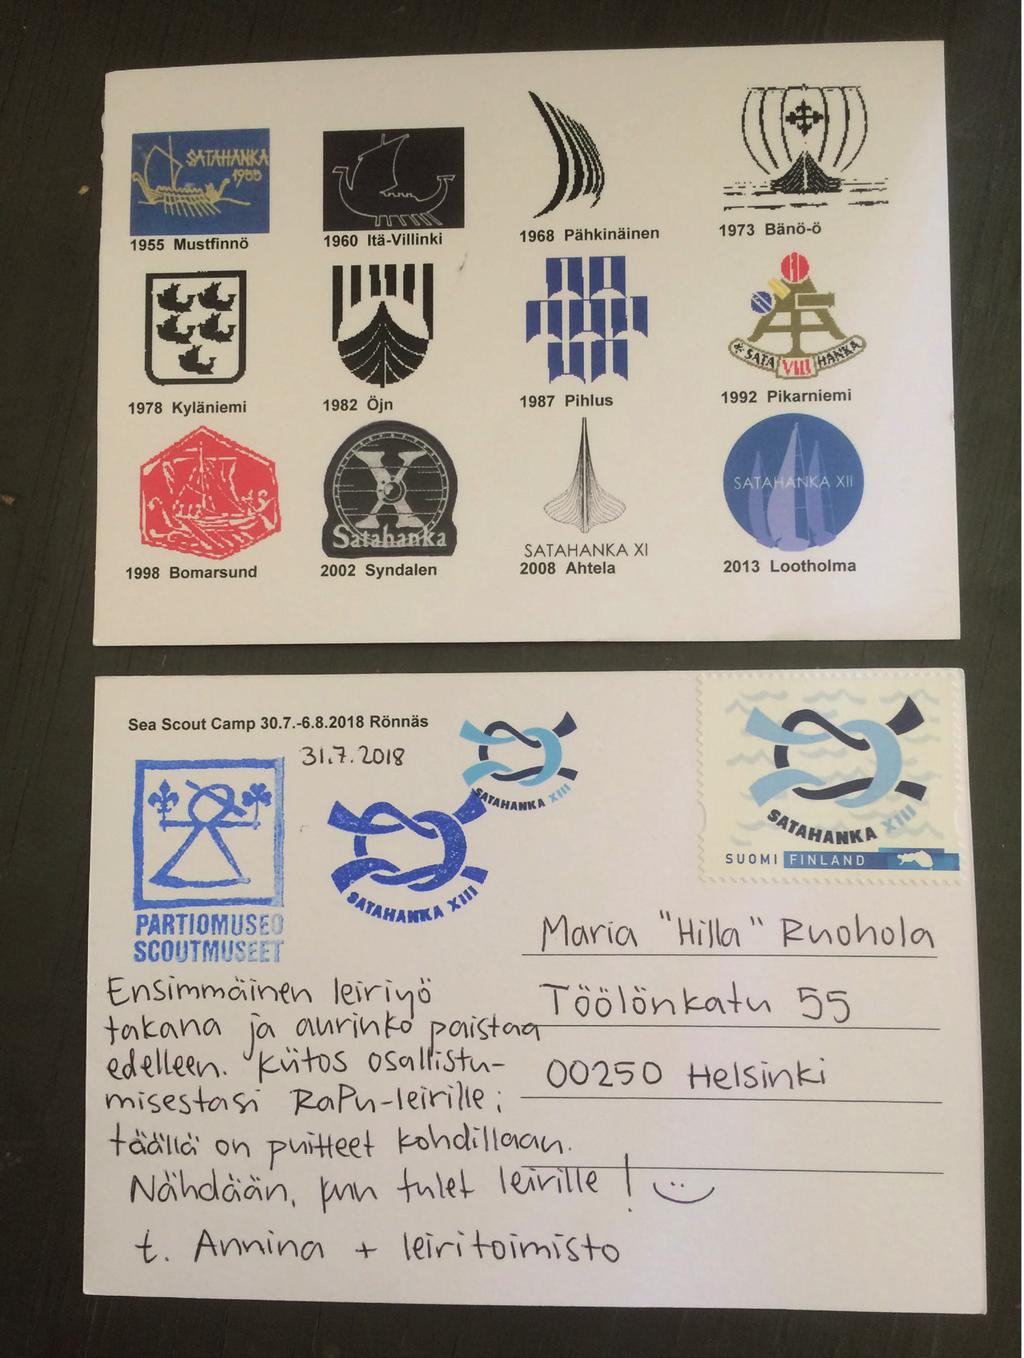 SATAHANKA
1955
1955 Mustfinnö
1960 Itä-Villinki
1968 Pähkinäinen
1973 Bänö-ö
1978 Kyläniemi
1982 Öjn
1987 Pihlus
* SATA VIII HANKA
1992 Pikarniemi
1998 Bomarsund
X
Satahanka
2002 Syndalen
SATAHANKA XI
2008 Ahtela
SATAHANKA XII
2013 Lootholma
Sea Scout Camp 30.7.-6.8.2018 Rönnäs
31.7.2018
SATAHANKA XIII
SATAHANKA XIII
PARTIOMUSEO
SCOUTMUSEET
SATAHANKA XIII
SUOMI FINLAND
Maria "Hilla" Ruohola
Töölönkatu 55
00250 Helsinki
Ensimmäinen leiriyö
takana ja aurinko paistaa
edelleen. Kiitos osallistu-
misestasi RaPu-leirille;
täällä on puitteet kohdillaan.
Nähdään, kun tulet leirille! :)
t. Annina + leiritoimisto